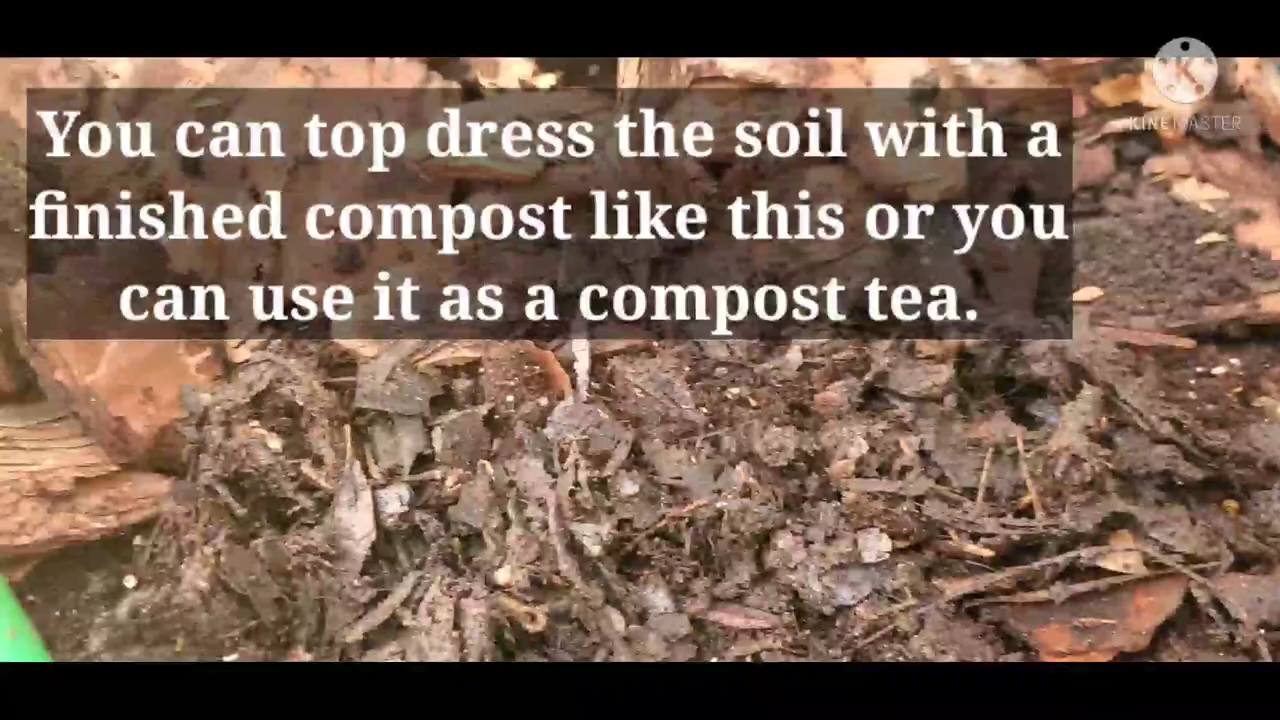 You can top dress the soil with a
finished compost like this or you
can use it as a compost tea.
KINEMASTER